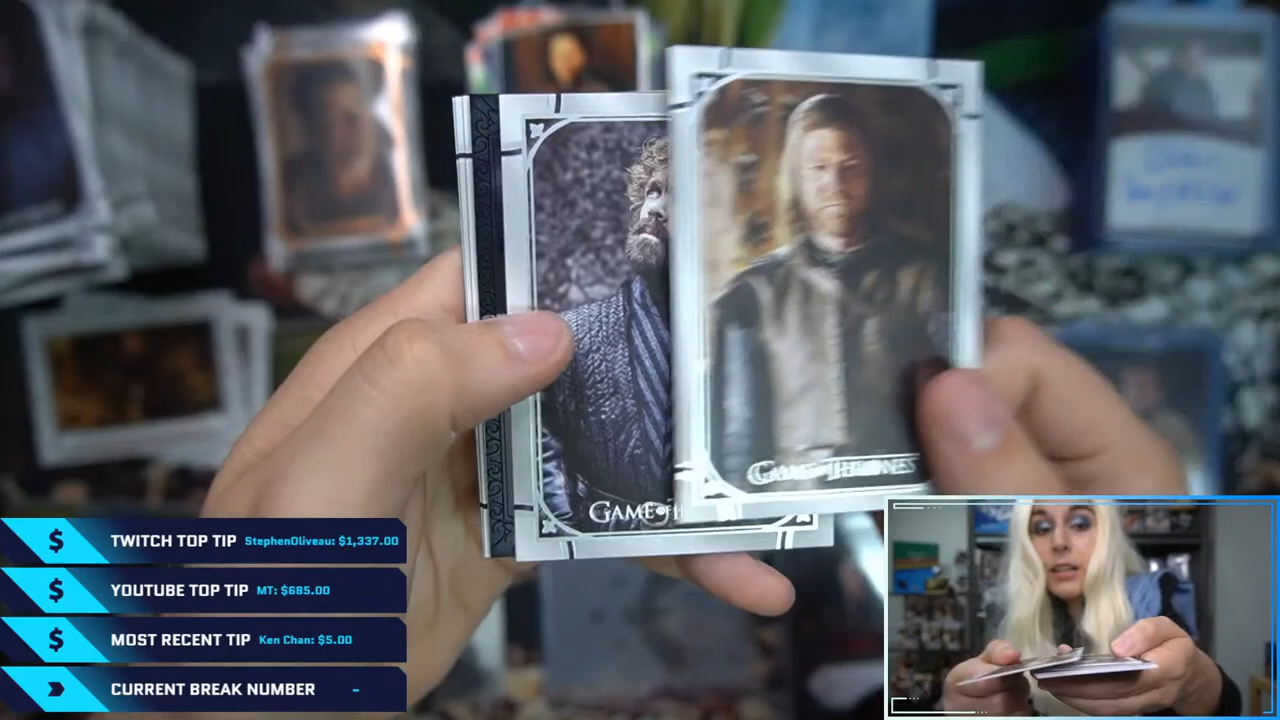 GAME OF THRONES
GAME OF
TWITCH TOP TIP StephenOliveau: $1,337.00
YOUTUBE TOP TIP MT: $685.00
MOST RECENT TIP Ken Chan: $5.00
CURRENT BREAK NUMBER -